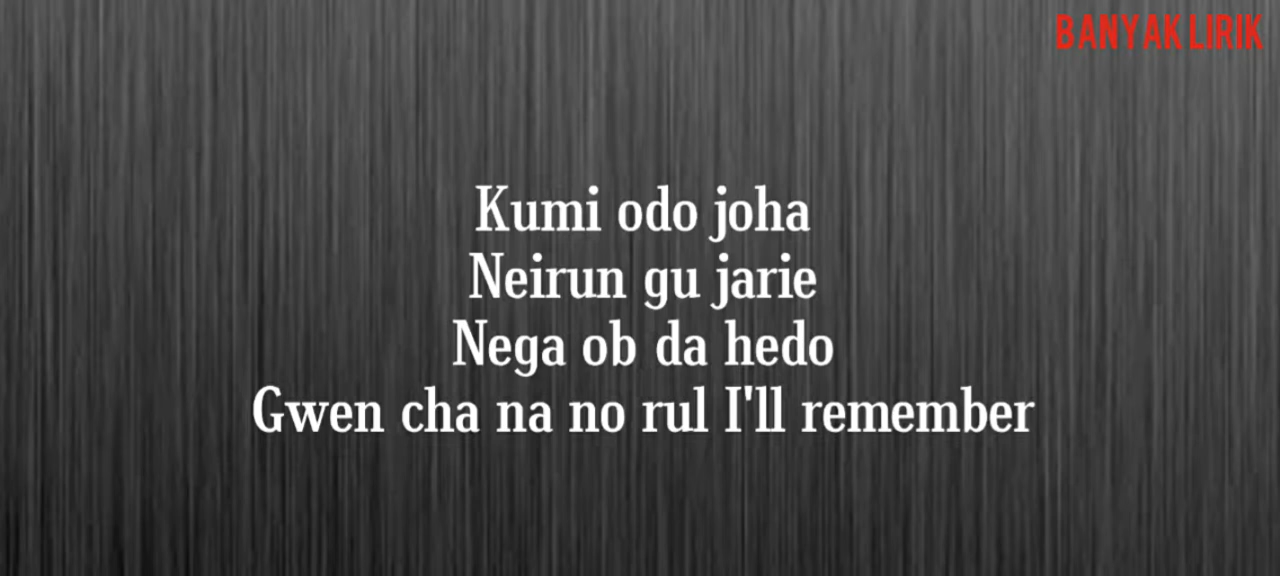 BANYAK LIRIK
Kumi odo joha
Neirun gu jarie
Nega ob da hedo
Gwen cha na no rul I'll remember